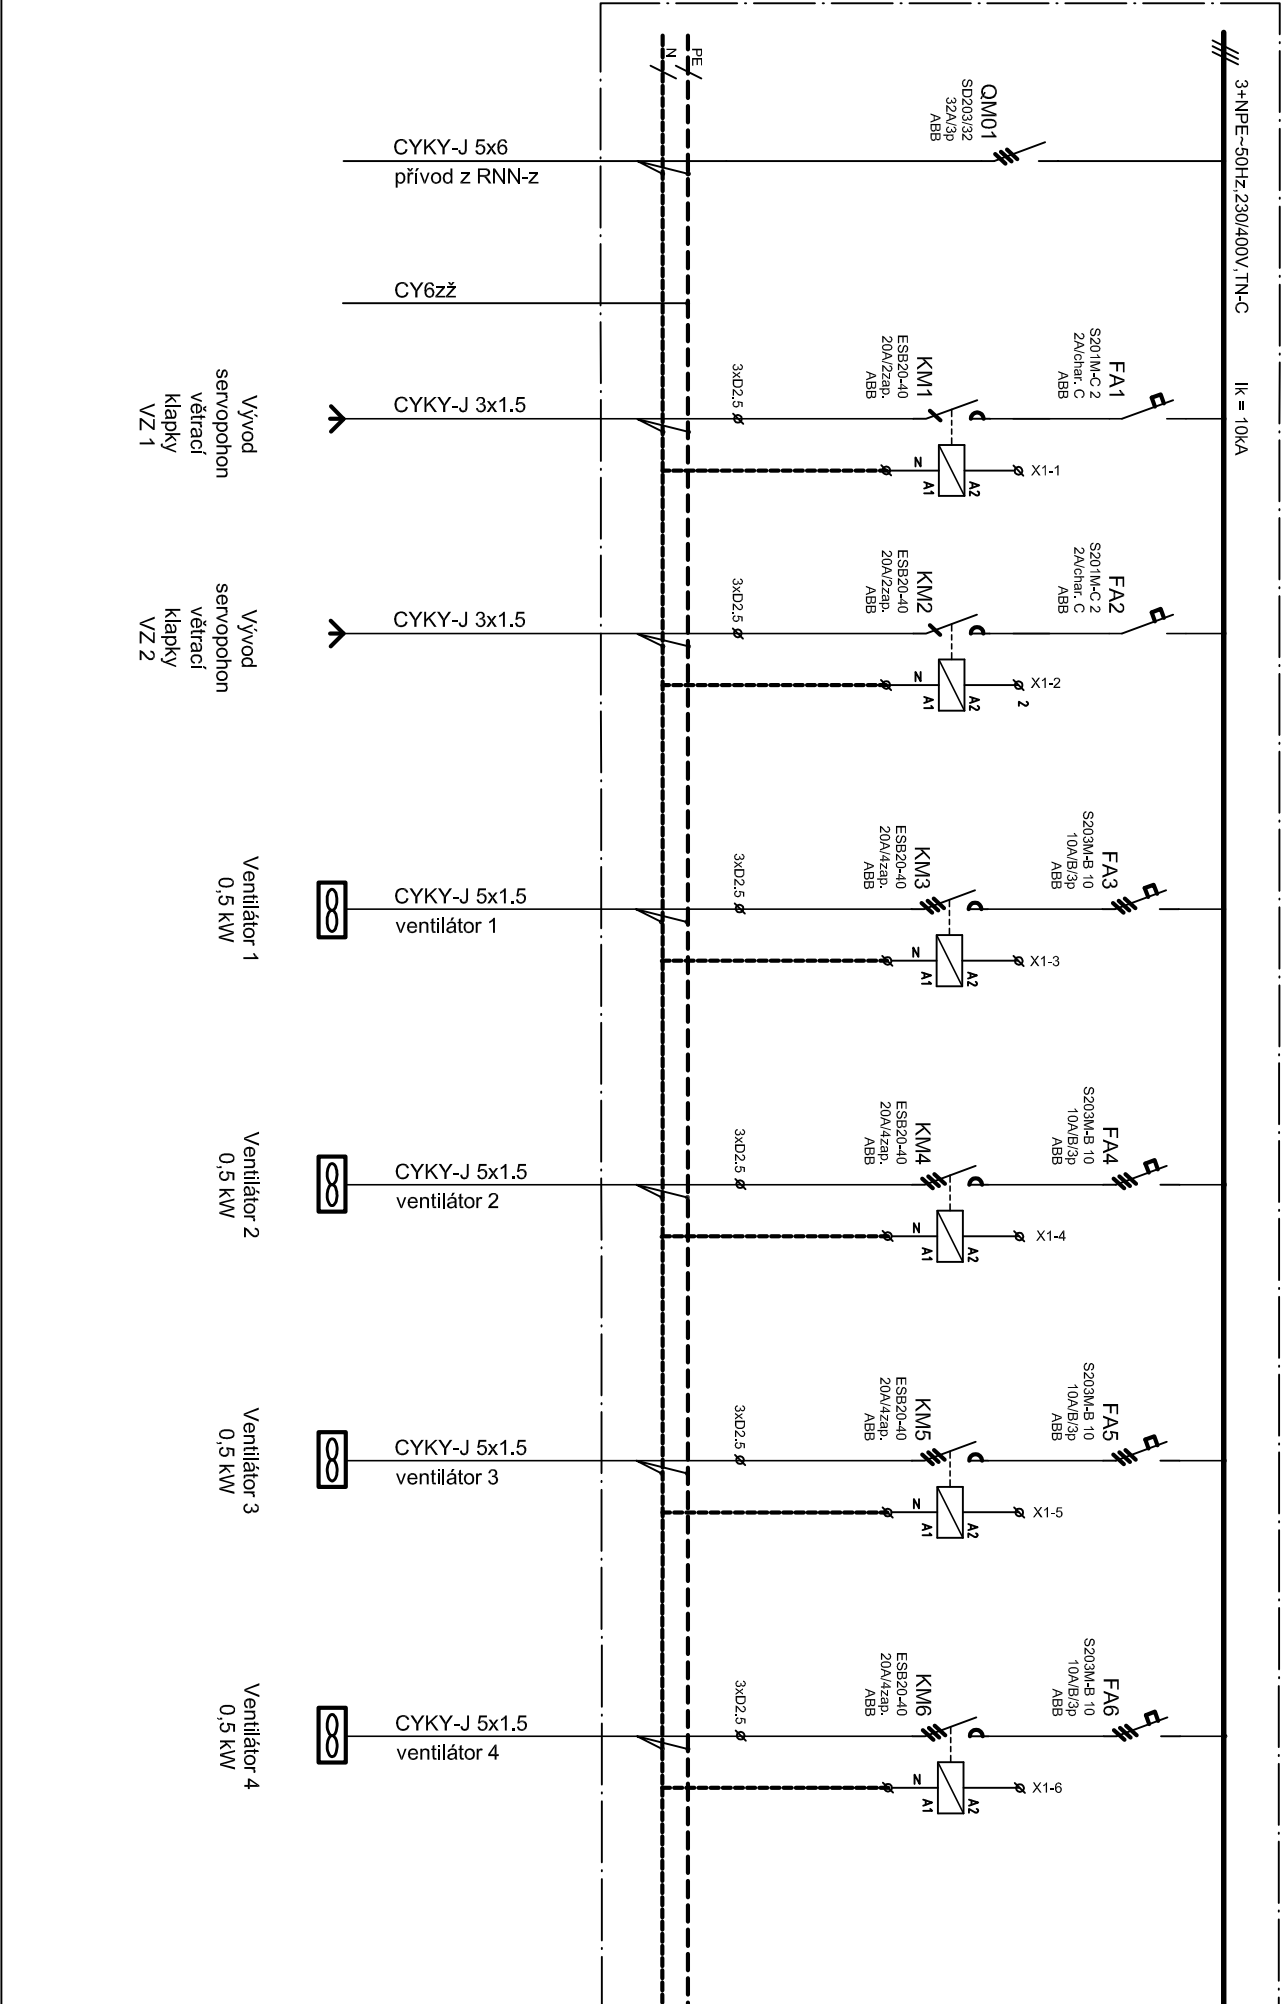 3+NPE~50Hz,230/400V,TN-C
Ik = 10kA
PE
N
QM01
SD203/32
32A/3p
ABB
CYKY-J 5x6
přívod z RNN-z
CY6zž
FA1
S201M-C 2
2A/char. C
ABB
KM1
ESB20-40
20A/2zap.
ABB
3xD2.5
N
A1
A2
X1-1
CYKY-J 3x1.5
Vývod
servopohon
větrací
klapky
VZ 1
FA2
S201M-C 2
2A/char. C
ABB
KM2
ESB20-40
20A/2zap.
ABB
3xD2.5
N
A1
A2
X1-2
2
CYKY-J 3x1.5
Vývod
servopohon
větrací
klapky
VZ 2
FA3
S203M-B 10
10A/B/3p
ABB
KM3
ESB20-40
20A/4zap.
ABB
3xD2.5
N
A1
A2
X1-3
CYKY-J 5x1.5
ventilátor 1
Ventilátor 1
0,5 kW
FA4
S203M-B 10
10A/B/3p
ABB
KM4
ESB20-40
20A/4zap.
ABB
3xD2.5
N
A1
A2
X1-4
CYKY-J 5x1.5
ventilátor 2
Ventilátor 2
0,5 kW
FA5
S203M-B 10
10A/B/3p
ABB
KM5
ESB20-40
20A/4zap.
ABB
3xD2.5
N
A1
A2
X1-5
CYKY-J 5x1.5
ventilátor 3
Ventilátor 3
0,5 kW
FA6
S203M-B 10
10A/B/3p
ABB
KM6
ESB20-40
20A/4zap.
ABB
3xD2.5
N
A1
A2
X1-6
CYKY-J 5x1.5
ventilátor 4
Ventilátor 4
0,5 kW